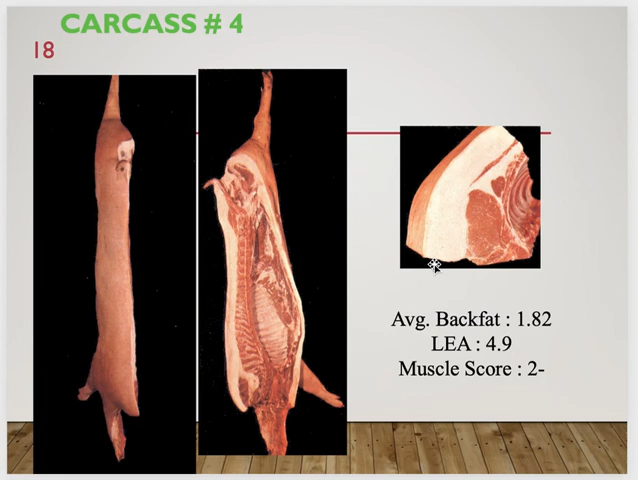 CARCASS # 4
18
Avg. Backfat : 1.82
LEA : 4.9
Muscle Score : 2-